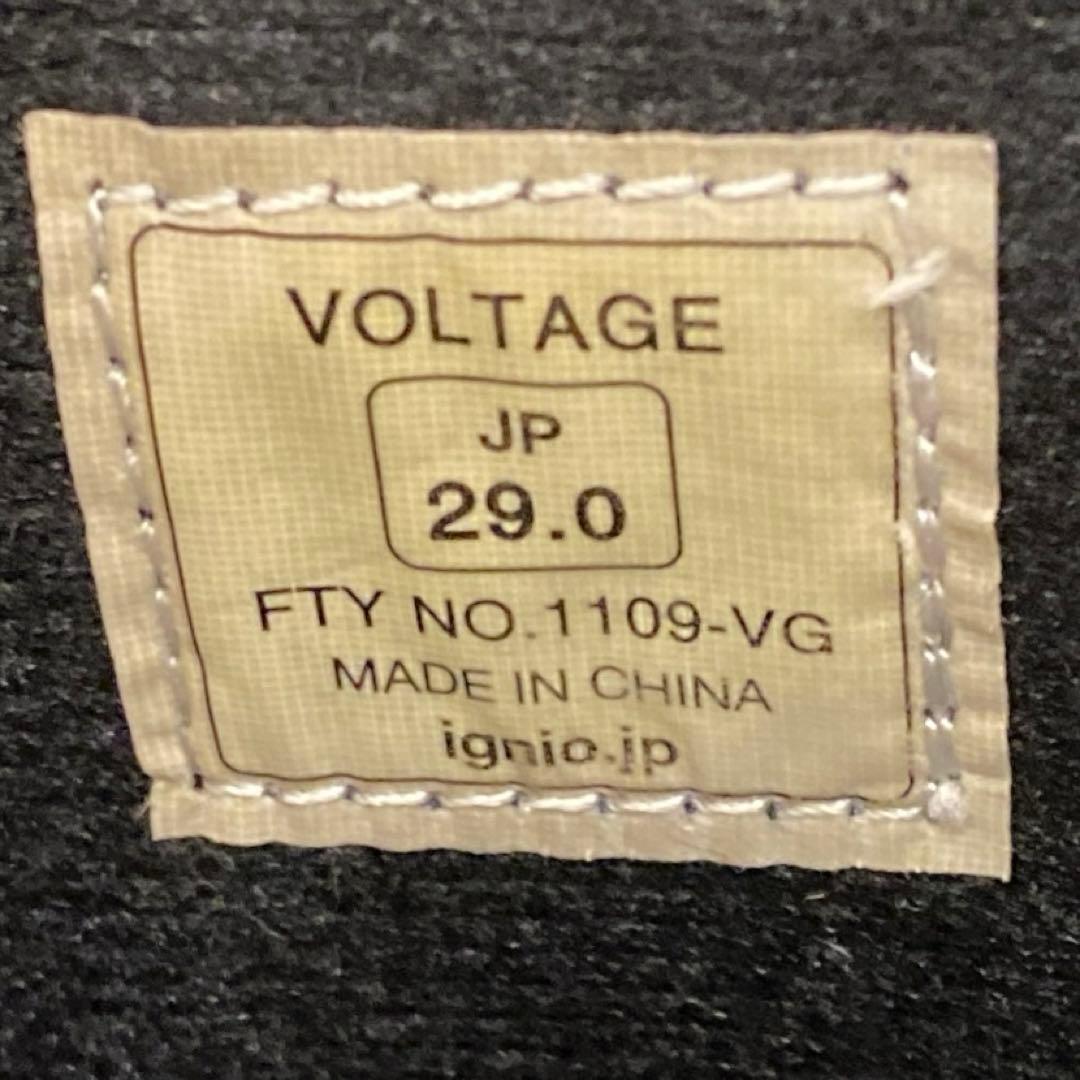 VOLTAGE
JP
29.0
FTY NO.1109-VG
MADE IN CHINA
ignio.jp